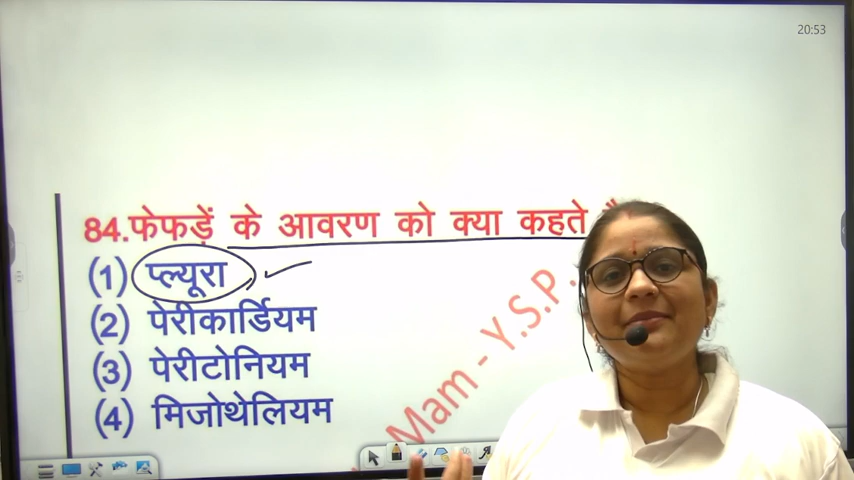 20:53
84.फेफड़ें के आवरण को क्या कहते
(1) प्ल्यूरा
(2) पेरीकार्डियम
(3) पेरीटोनियम
(4) मिजोथेलियम
Mam - Y.S.P.